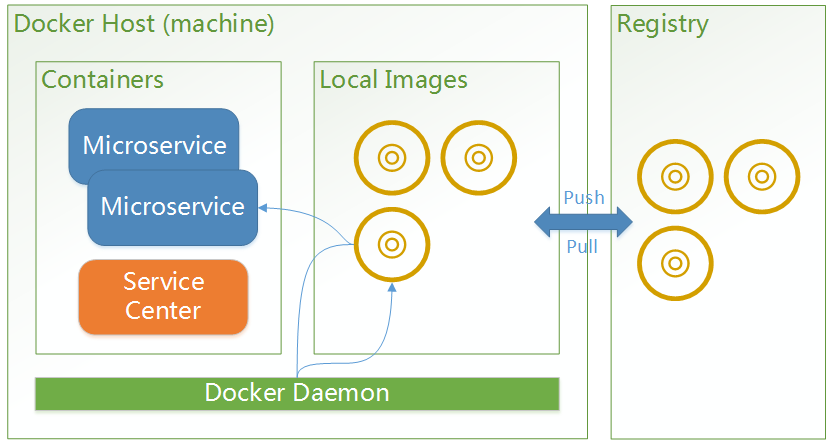 Docker Host (machine)
Registry
Containers
Local Images
Microservice
Microservice
Push
Pull
Service
Center
Docker Daemon